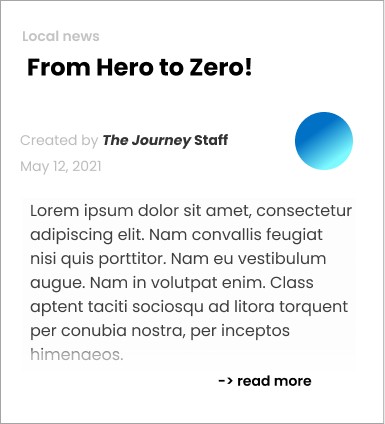 Local news
From Hero to Zero!
Created by The Journey Staff
May 12, 2021
Lorem ipsum dolor sit amet, consectetur
adipiscing elit. Nam convallis feugiat
nisi quis porttitor. Nam eu vestibulum
augue. Nam in volutpat enim. Class
aptent taciti sociosqu ad litora torquent
per conubia nostra, per inceptos
himenaeos.
-> read more